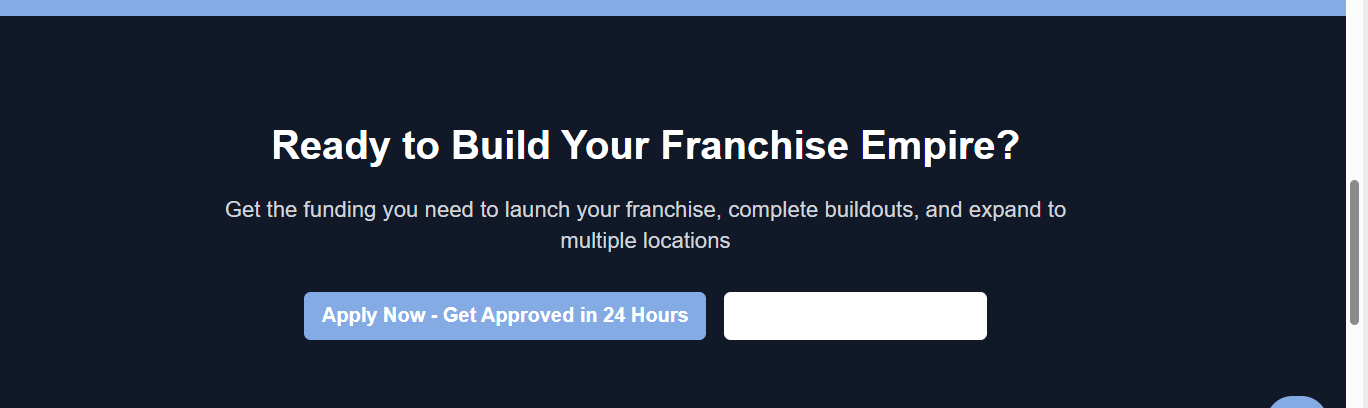 Ready to Build Your Franchise Empire?
Get the funding you need to launch your franchise, complete buildouts, and expand to
multiple locations
Apply Now - Get Approved in 24 Hours